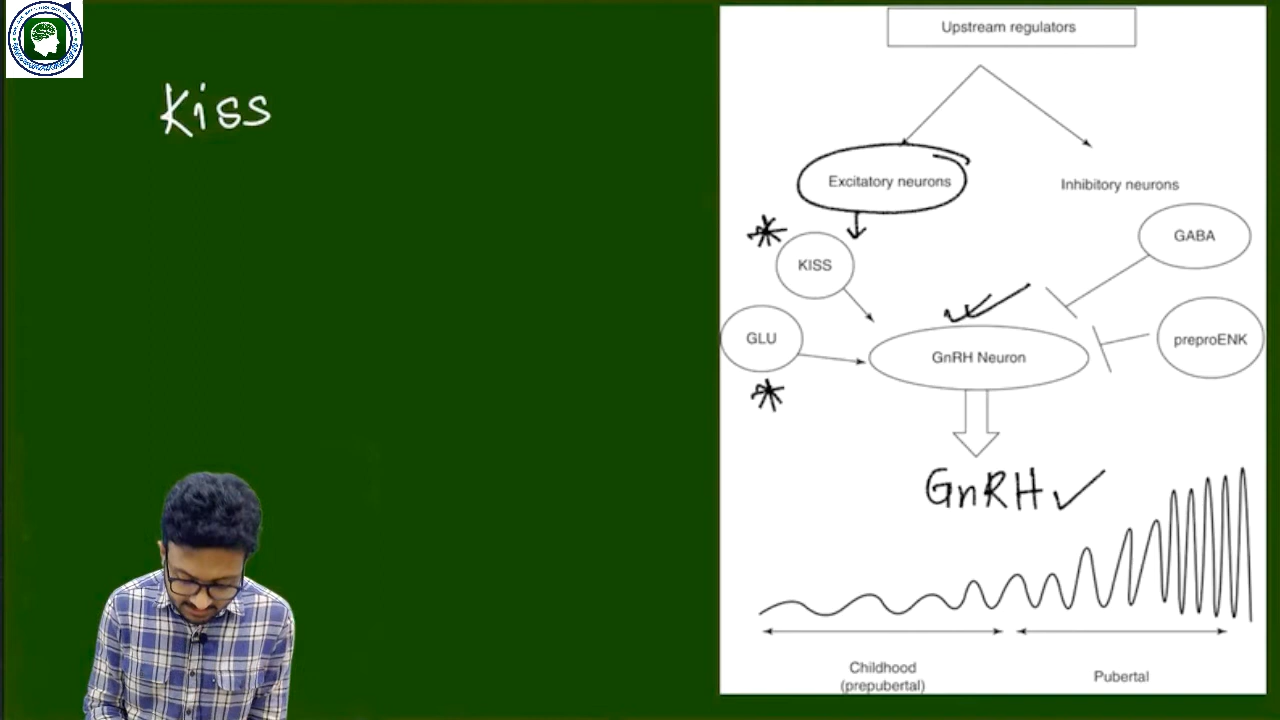 Kiss
Upstream regulators
Excitatory neurons
Inhibitory neurons
GABA
KISS
GLU
GnRH Neuron
preproENK
GnRH
Childhood
(prepubertal)
Pubertal